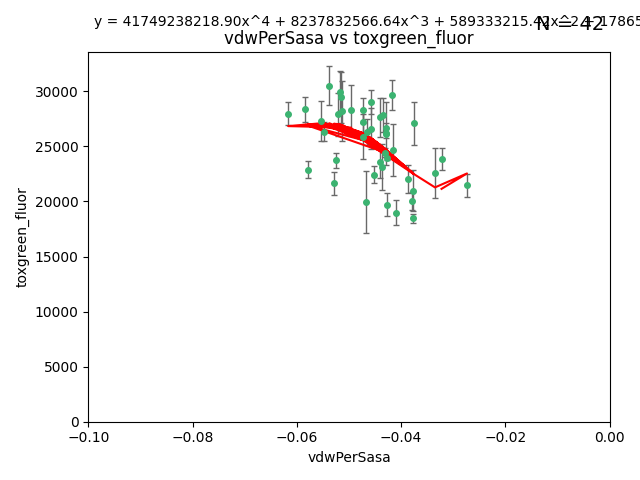 y = 41749238218.90x^4 + 8237832566.64x^3 + 589333215.42x^2 + 17865
N = 42
vdwPerSasa vs toxgreen_fluor
30000
25000
20000
15000
10000
5000
0
toxgreen_fluor
−0.10 −0.08 −0.06 −0.04 −0.02 0.00
vdwPerSasa